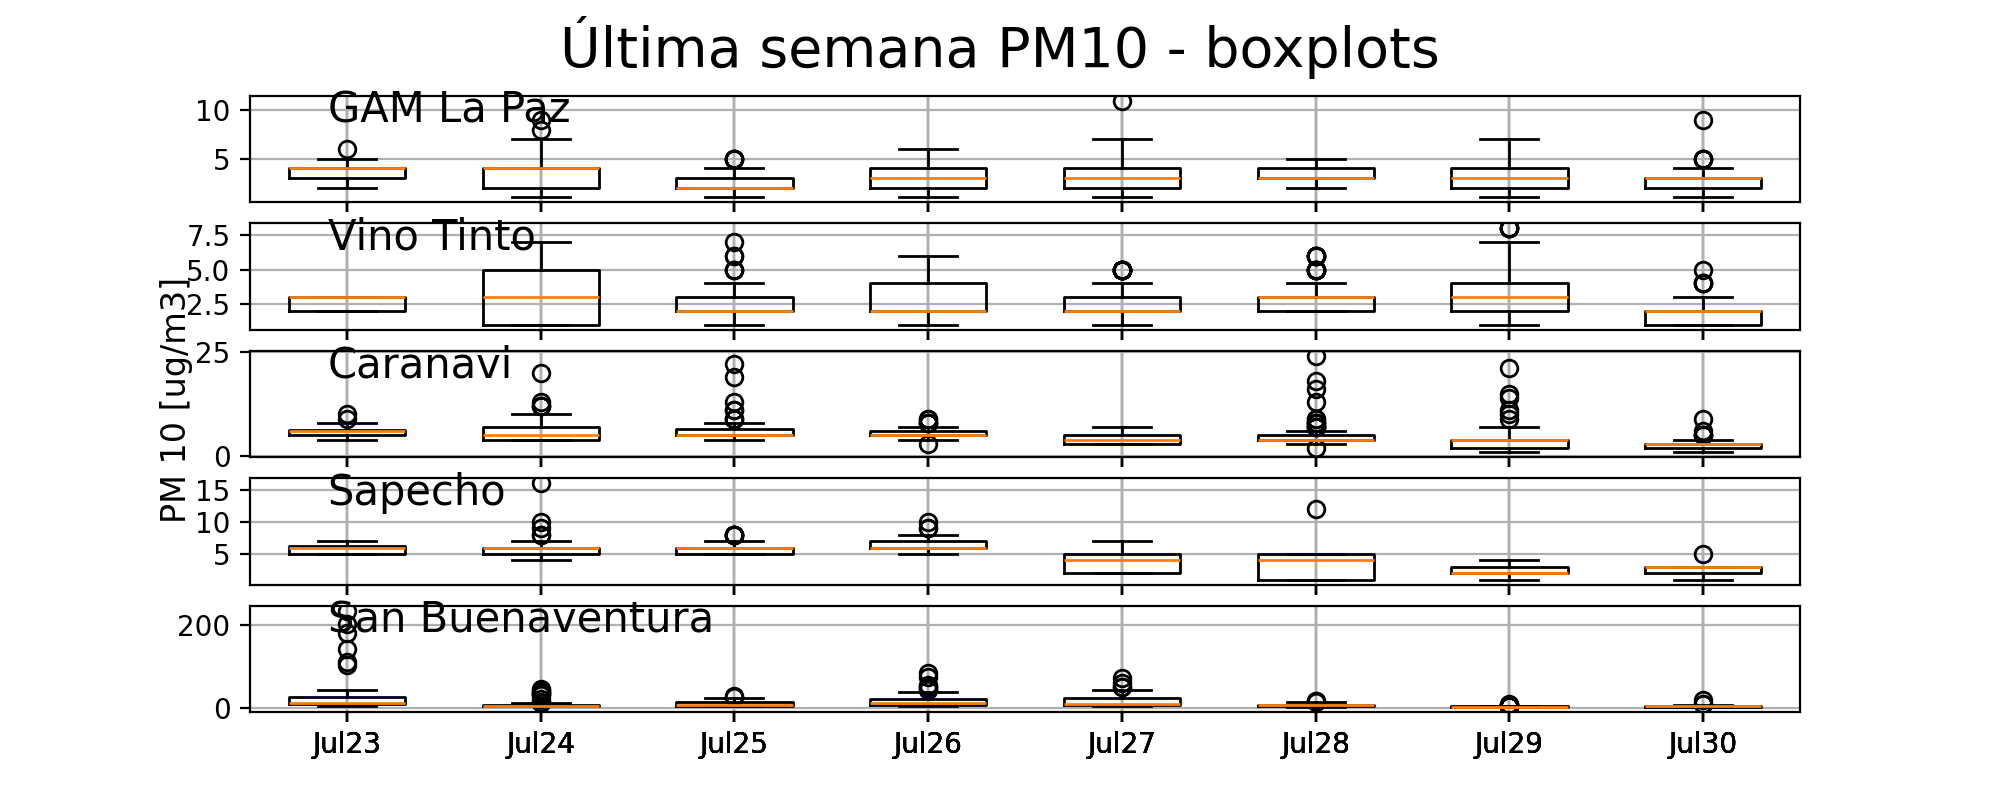 Última semana PM10 - boxplots
GAM La Paz
10
5
Vino Tinto
7.5
5.0
2.5
PM 10 [ug/m3]
Caranavi
25
0
Sapecho
15
10
5
San Buenaventura
200
0
Jul23 Jul24 Jul25 Jul26 Jul27 Jul28 Jul29 Jul30